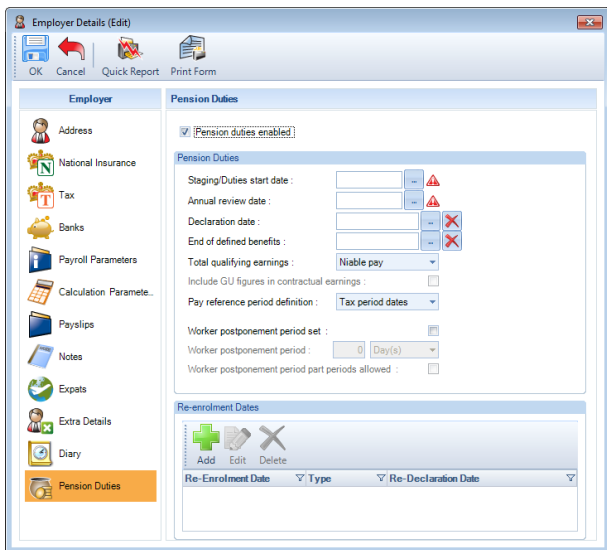 Employer Details (Edit)
OK Cancel Quick Report Print Form
Employer
Address
N
National Insurance
T
Tax
Banks
Payroll Parameters
Calculation Paramete..
Payslips
Notes
Expats
Extra Details
Diary
Pension Duties
Pension Duties
Pension duties enabled
Pension Duties
Staging/Duties start date : ...
Annual review date : ...
Declaration date : ...
End of defined benefits : ...
Total qualifying earnings : Niable pay
Include GU figures in contractual earnings :
Pay reference period definition : Tax period dates
Worker postponement period set :
Worker postponement period : 0 Day(s)
Worker postponement period part periods allowed :
Re-enrolment Dates
Add Edit Delete
Re-Enrolment Date Type Re-Declaration Date